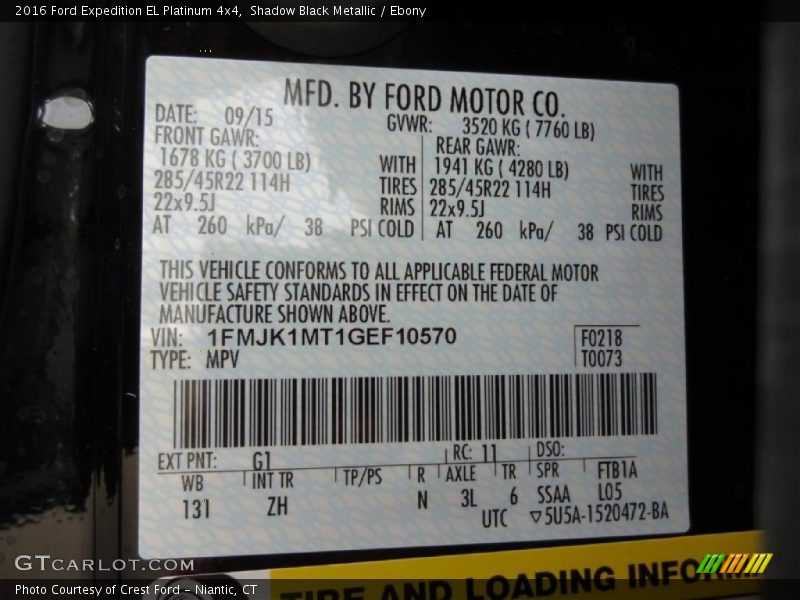 2016 Ford Expedition EL Platinum 4x4, Shadow Black Metallic / Ebony
MFD. BY FORD MOTOR CO.
DATE: 09/15 GVWR: 3520 KG ( 7760 LB)
FRONT GAWR: REAR GAWR:
1678 KG ( 3700 LB) WITH 1941 KG ( 4280 LB) WITH
285/45R22 114H TIRES 285/45R22 114H TIRES
22x9.5J RIMS 22x9.5J RIMS
AT 260 kPa/ 38 PSI COLD AT 260 kPa/ 38 PSI COLD
THIS VEHICLE CONFORMS TO ALL APPLICABLE FEDERAL MOTOR
VEHICLE SAFETY STANDARDS IN EFFECT ON THE DATE OF
MANUFACTURE SHOWN ABOVE.
VIN: 1FMJK1MT1GEF10570 F0218
TYPE: MPV T0073
EXT PNT: G1 RC: 11 DSO:
WB INT TR TP/PS R AXLE TR SPR FTB1A
131 ZH N 3L 6 S5AA L05
UTC ▽5U5A-1520472-BA
TIRE AND LOADING
GTCARLOT.COM
Photo Courtesy of Crest Ford - Niantic, CT